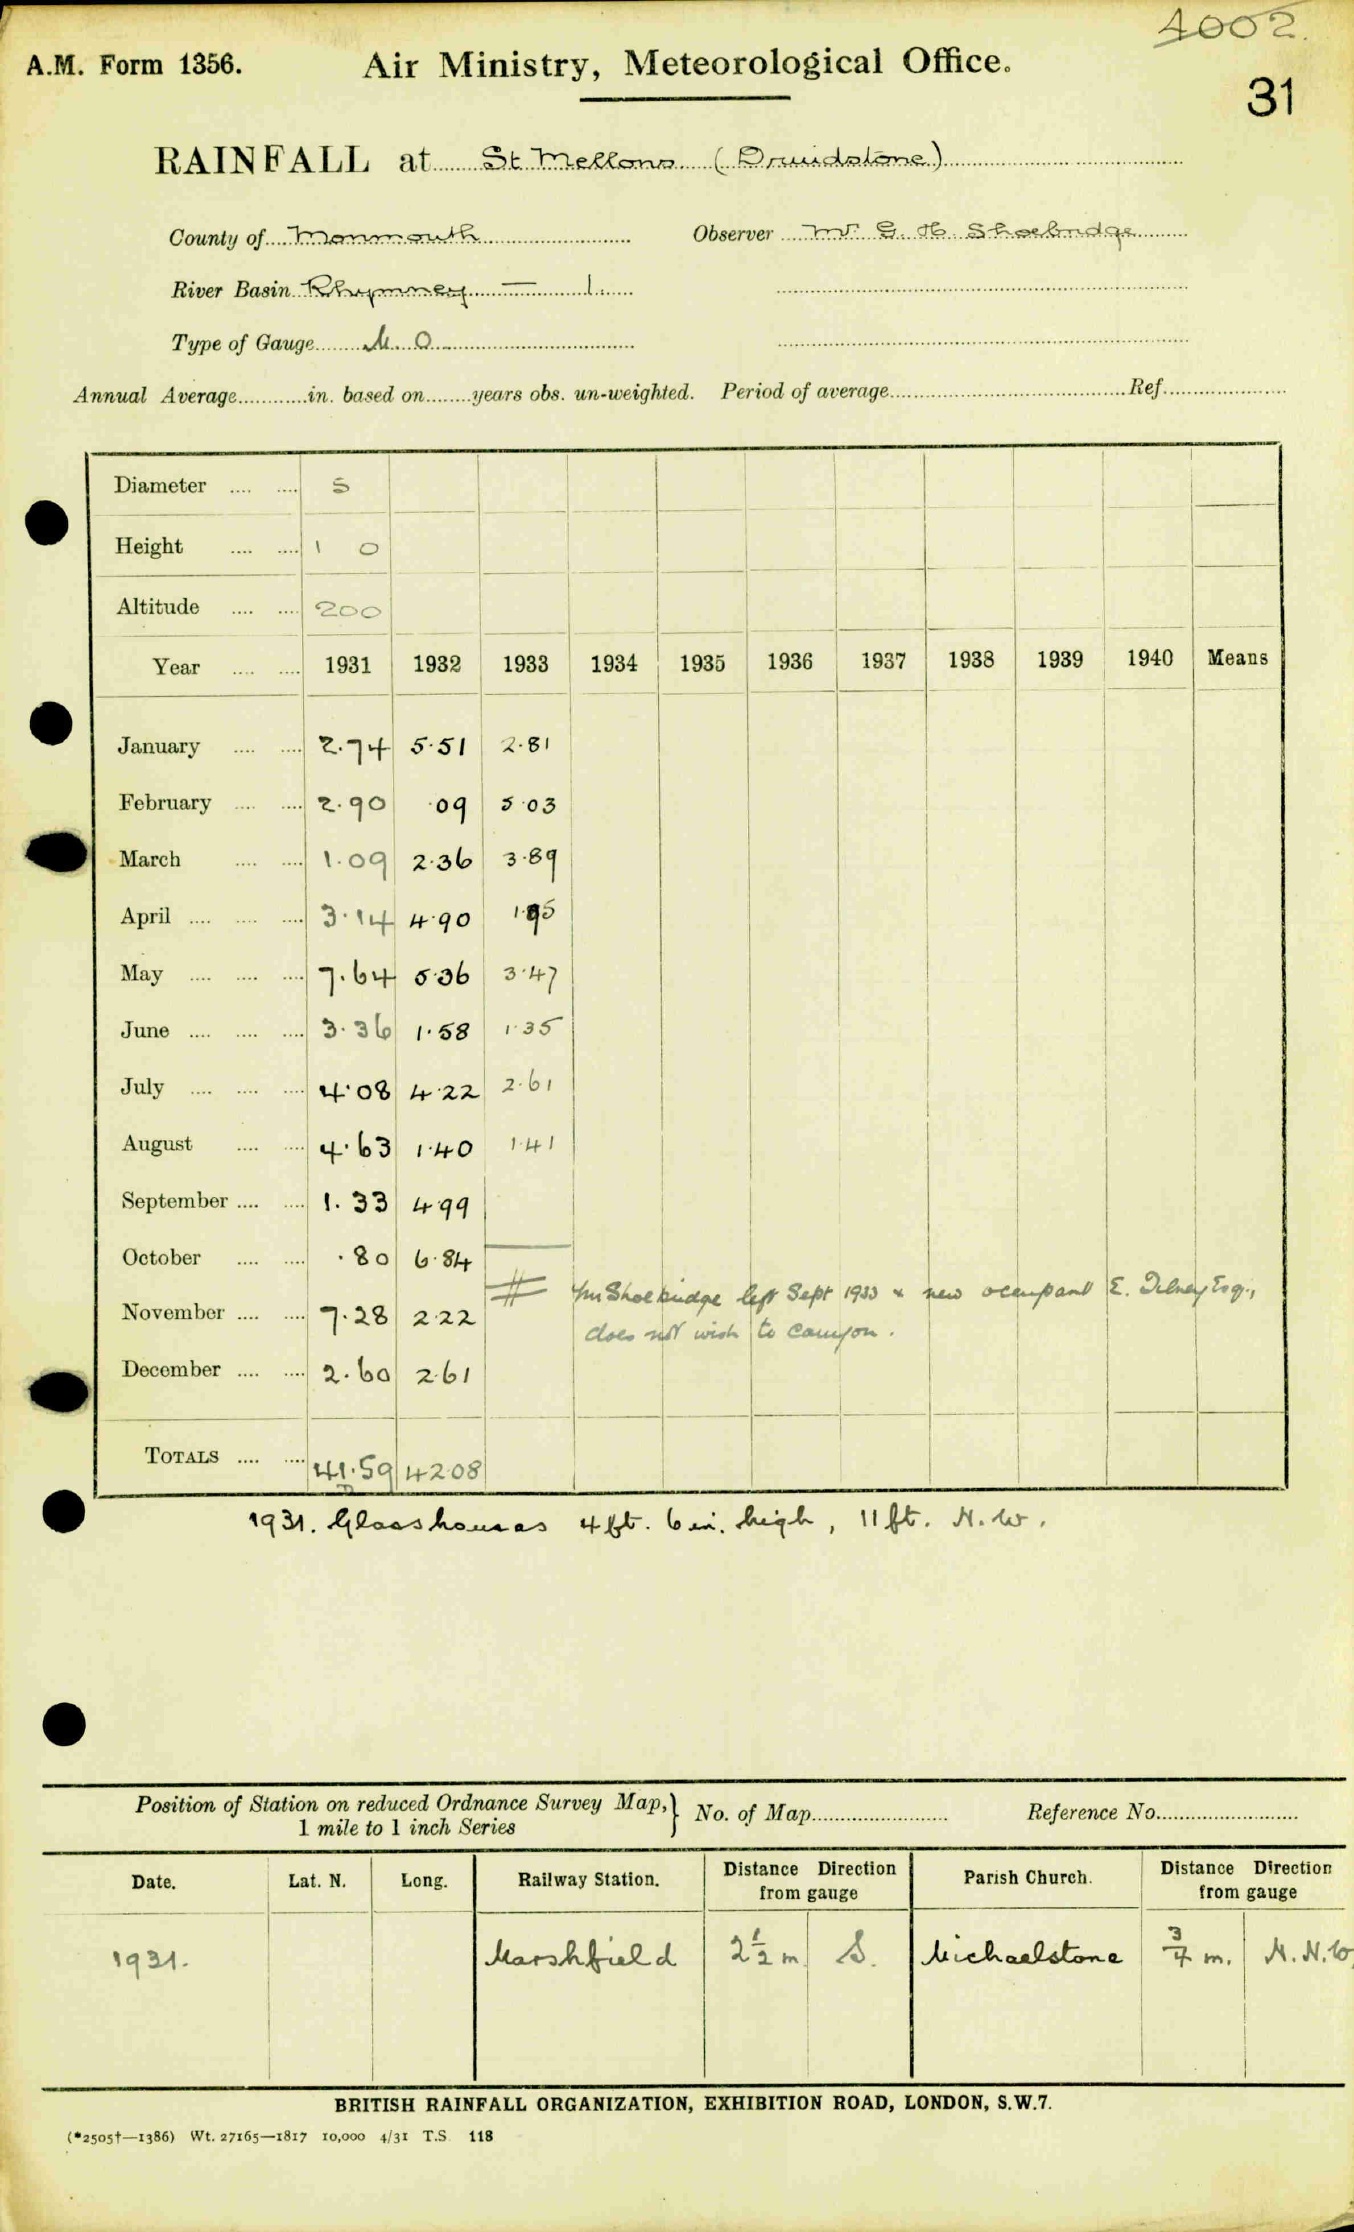 4002.
A.M. Form 1356. Air Ministry, Meteorological Office.
31
RAINFALL at St. Mellons (Druidstone)
County of Monmouth Observer Mr. G. H. Shoebridge
River Basin Rhymney — 1.
Type of Gauge M. O.
Annual Average in. based on years obs. un-weighted. Period of average Ref.
Diameter .... .... 5
Height .... .... 1 0
Altitude .... .... 200
Year .... .... 1931 1932 1933 1934 1935 1936 1937 1938 1939 1940 Means
January .... .... 2.74 5.51 2.81
February .... .... 2.90 .09 5.03
March .... .... 1.09 2.36 3.89
April .... .... .... 3.14 4.90 1.95
May .... .... .... 7.64 5.36 3.47
June .... .... .... 3.36 1.58 1.35
July .... .... .... 4.08 4.22 2.61
August .... .... 4.63 1.40 1.41
September .... .... 1.33 4.99
October .... .... .80 6.84
November .... .... 7.28 2.22
December .... .... 2.60 2.61
Shoebridge left Sept 1933 & new occupant E. Esq.,
does not wish to carry on.
TOTALS .... .... 41.59 42.08
1931. Glasshouses 4 ft. 6 in. high, 11 ft. N.W.
Position of Station on reduced Ordnance Survey Map,} No. of Map Reference No.
1 mile to 1 inch Series
Date. Lat. N. Long. Railway Station. Distance Direction Parish Church. Distance Direction
from gauge from gauge
1931. Marshfield 2½ m. S. Michaelstone ¾ m. N.N.W
BRITISH RAINFALL ORGANIZATION, EXHIBITION ROAD, LONDON, S.W.7.
(*2505†—1386) Wt. 27165—1817 10,000 4/31 T.S. 118